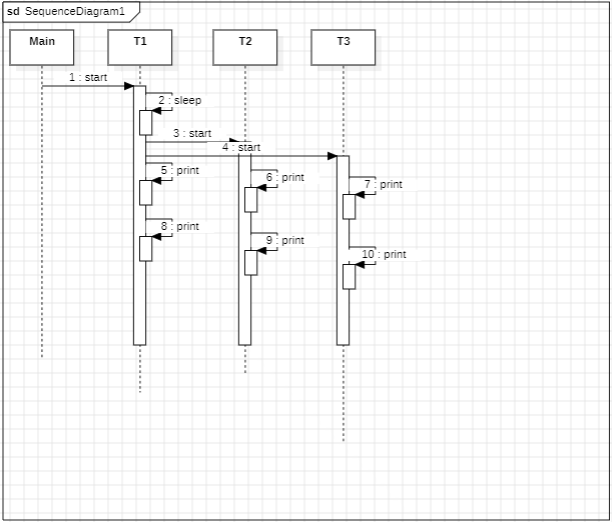 sd SequenceDiagram1
Main T1 T2 T3
1 : start
2 : sleep
3 : start
4 : start
5 : print
6 : print
7 : print
8 : print
9 : print
10 : print